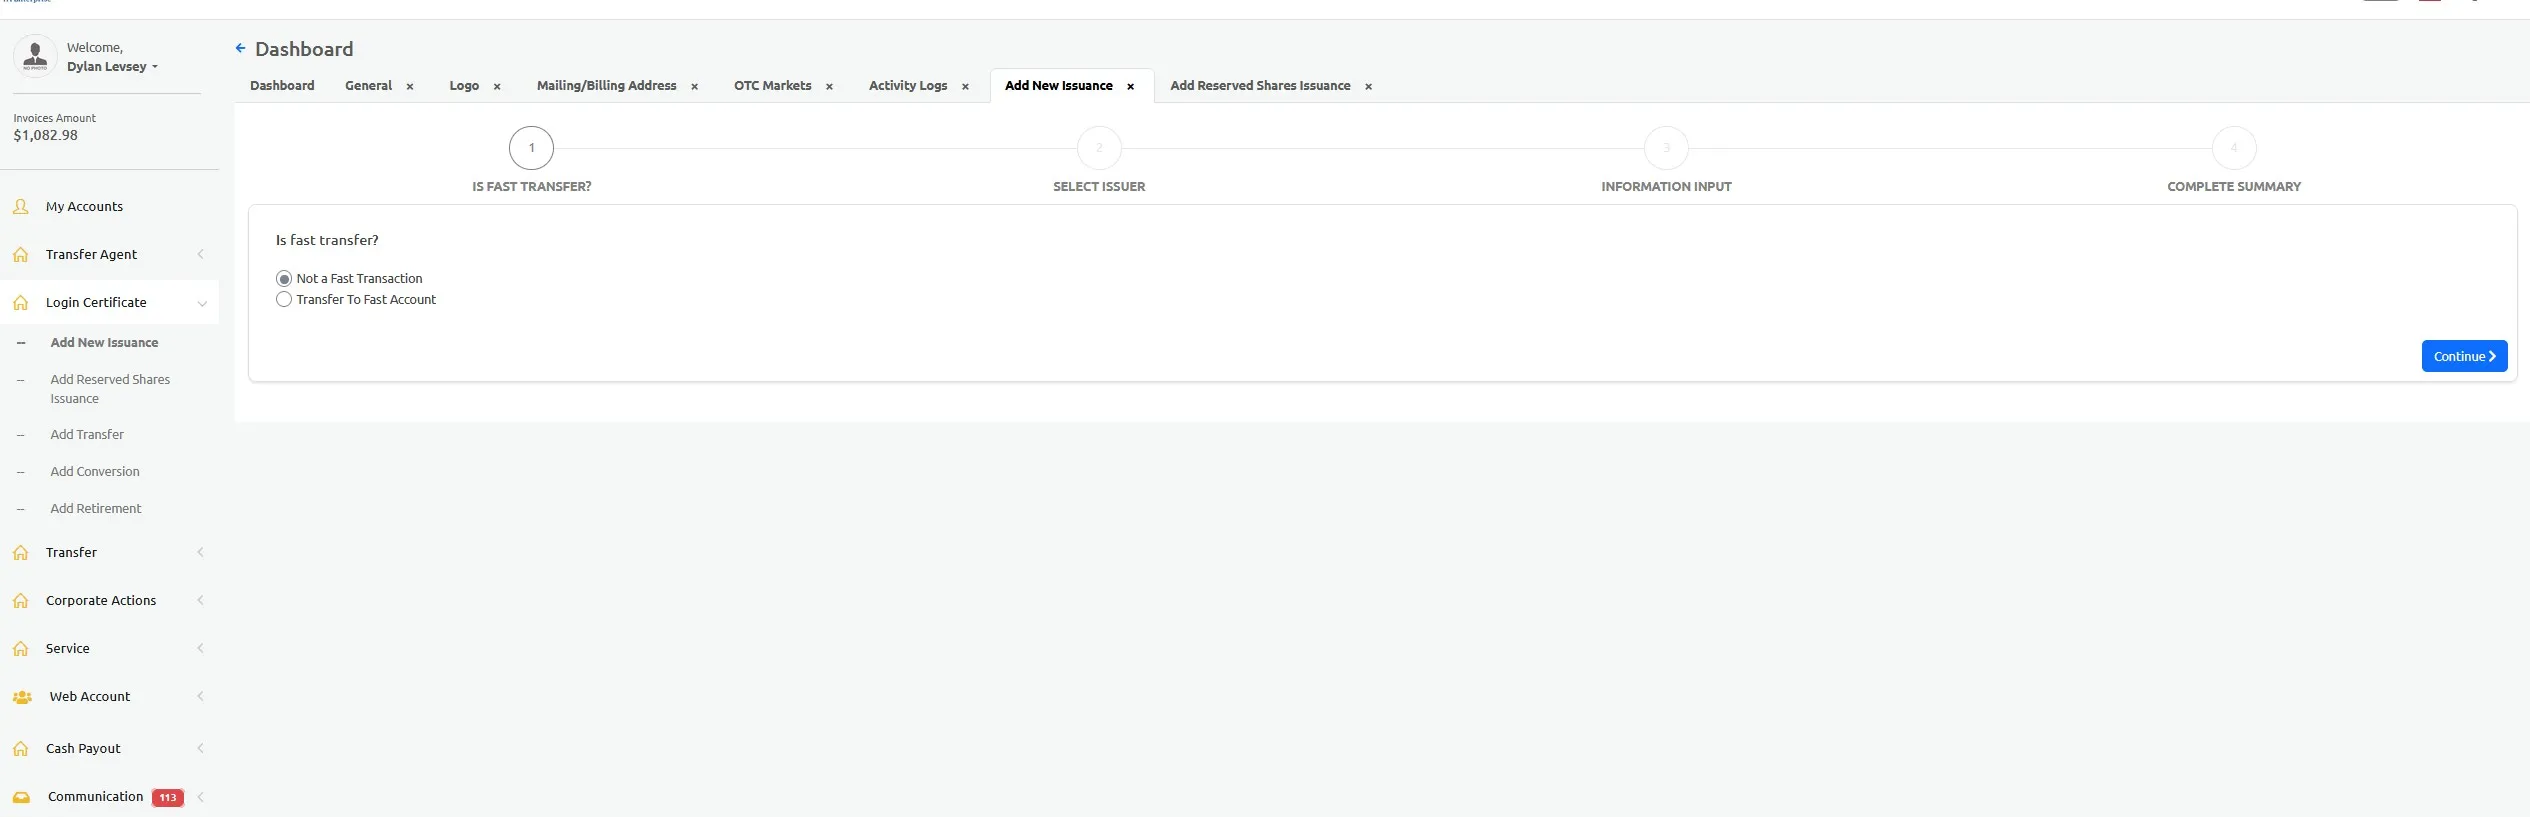 Welcome,
Dylan Levsey
Invoices Amount
$1,082.98
My Accounts
Transfer Agent
Login Certificate
-- Add New Issuance
-- Add Reserved Shares
Issuance
-- Add Transfer
-- Add Conversion
-- Add Retirement
Transfer
Corporate Actions
Service
Web Account
Cash Payout
Communication 113
Dashboard
Dashboard General × Logo × Mailing/Billing Address × OTC Markets × Activity Logs × Add New Issuance × Add Reserved Shares Issuance ×
1 2 3 4
IS FAST TRANSFER? SELECT ISSUER INFORMATION INPUT COMPLETE SUMMARY
Is fast transfer?
Not a Fast Transaction
Transfer To Fast Account
Continue